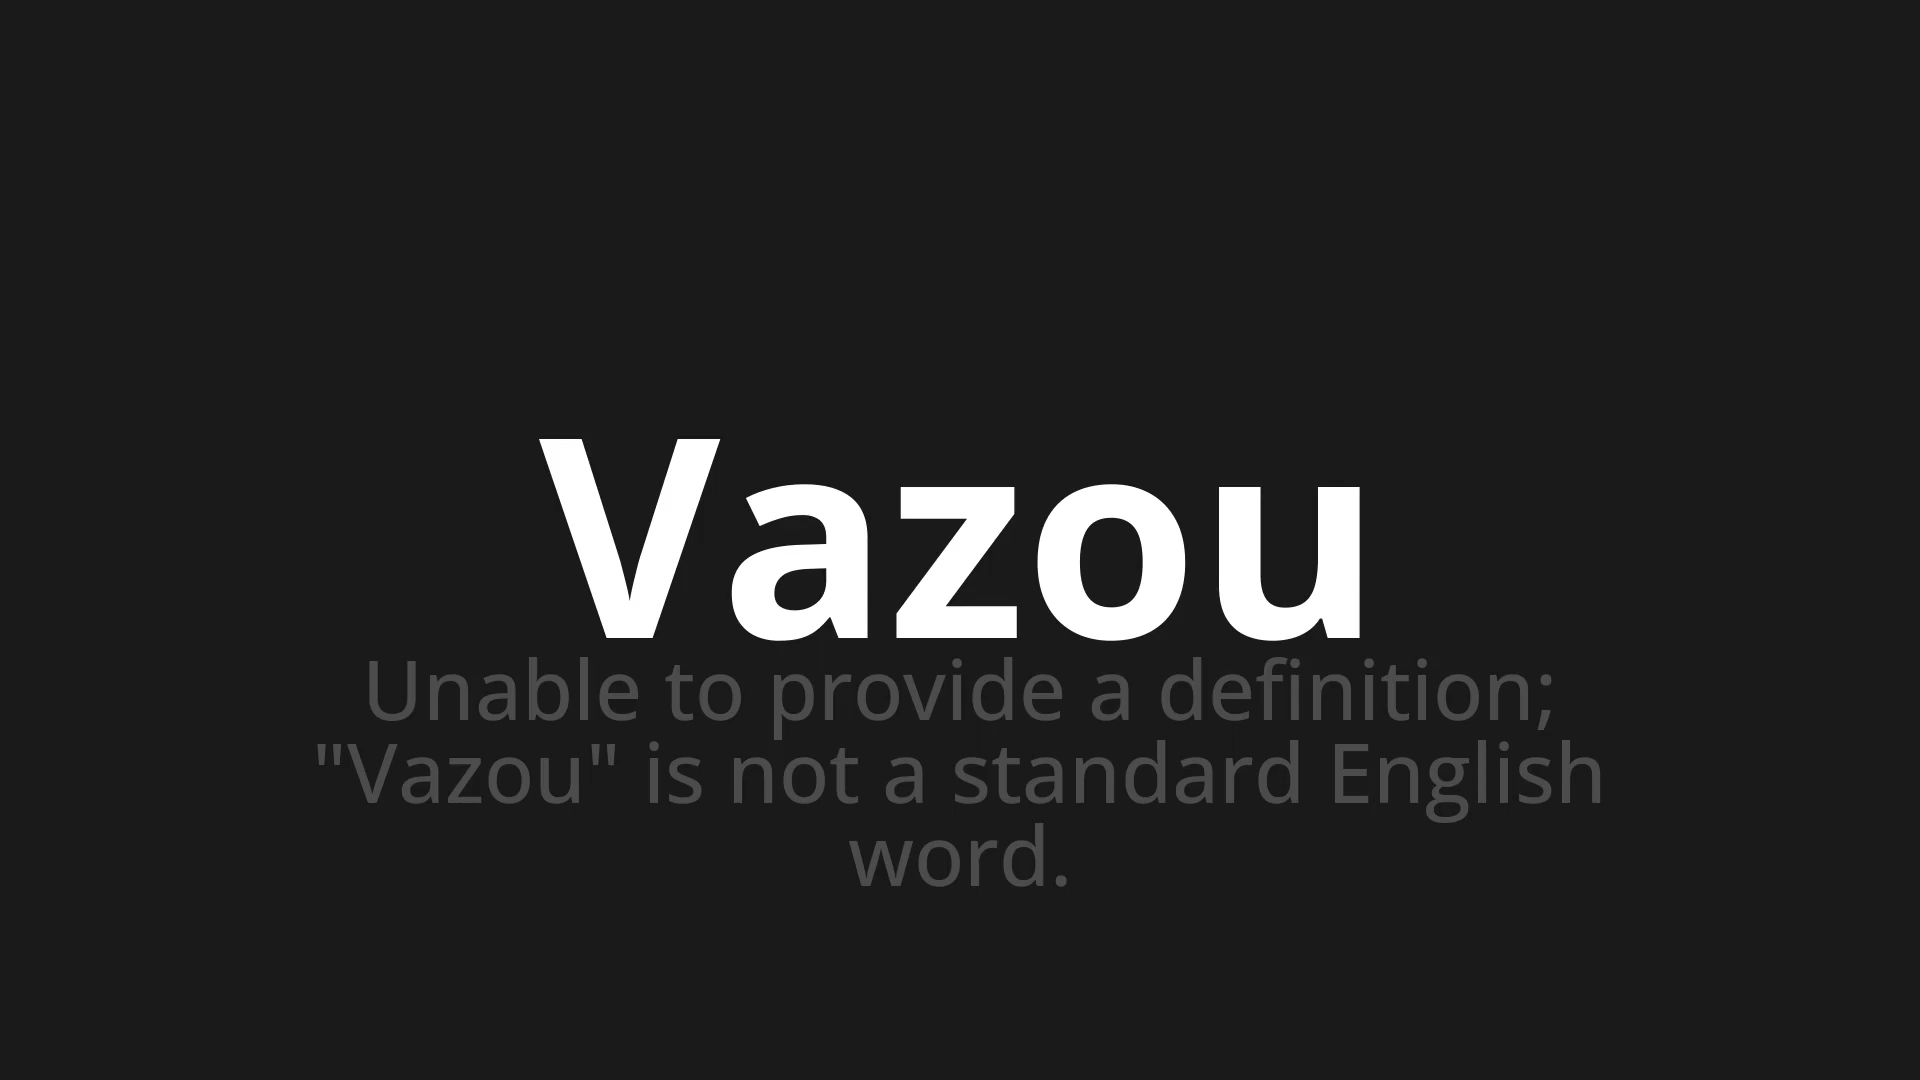 Vazou
Unable to provide a definition;
"Vazou" is not a standard English
word.